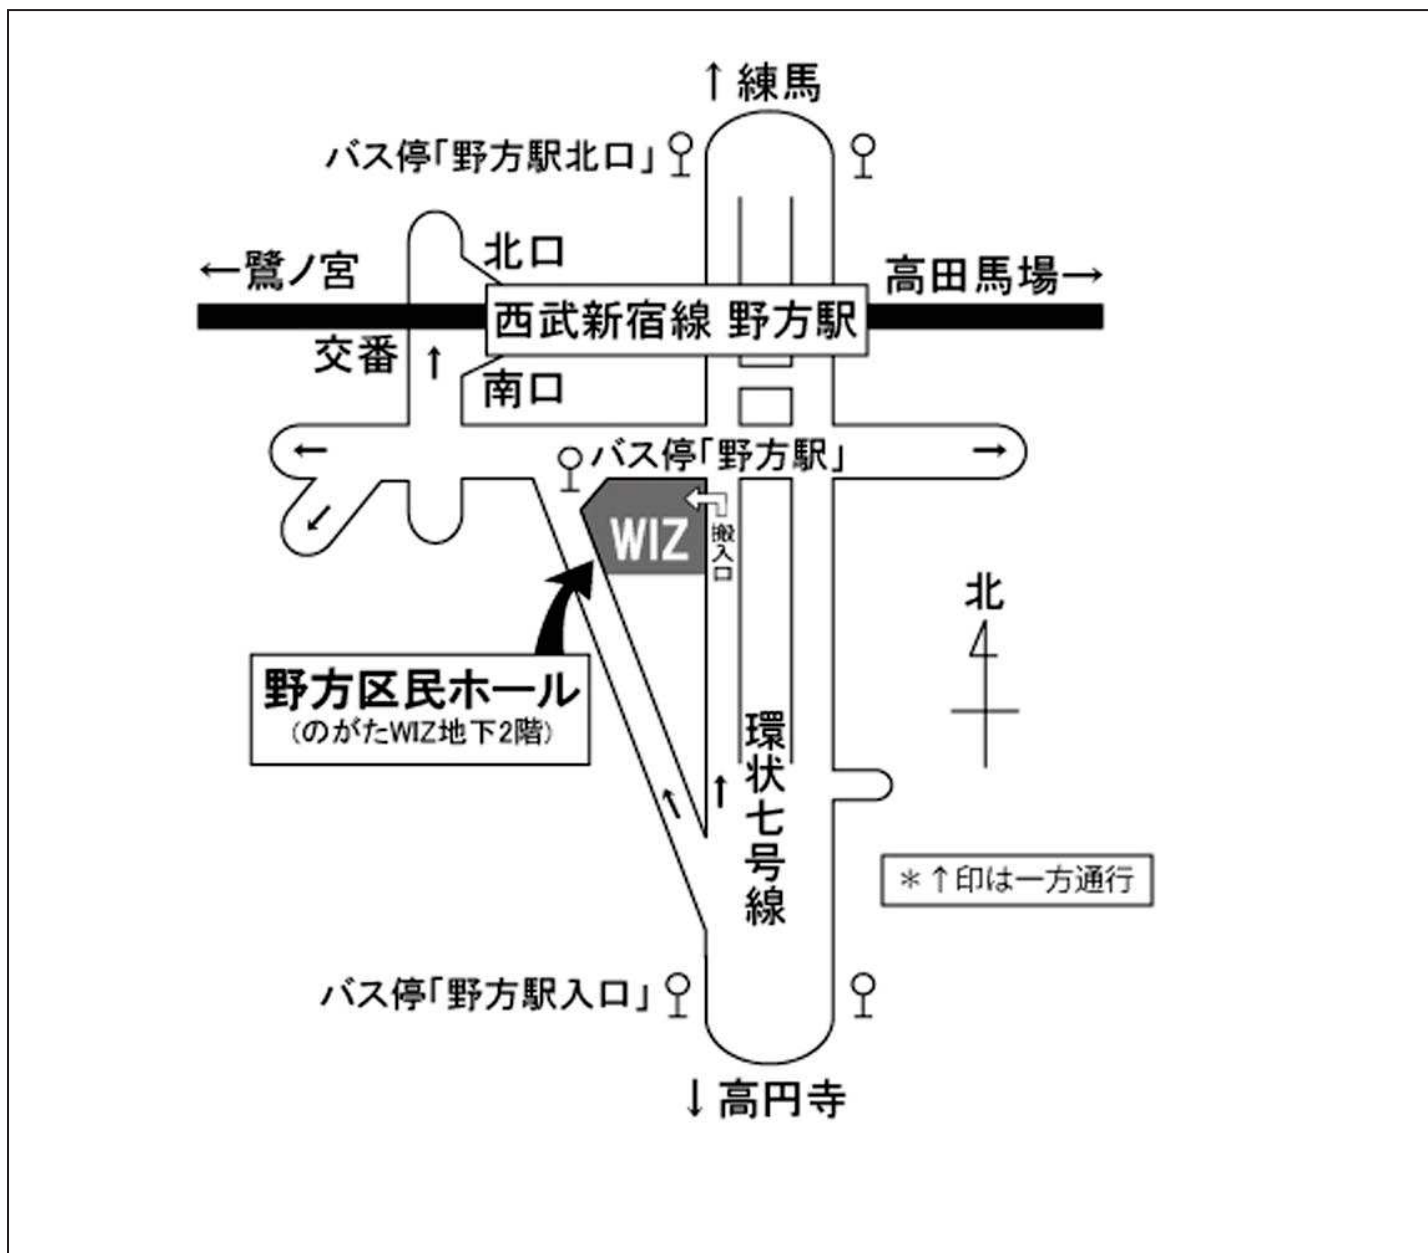 ↑練馬
バス停「野方駅北口」
北口
←鷺ノ宮
高田馬場→
西武新宿線 野方駅
交番
南口
バス停「野方駅」
WIZ
搬入口
北
野方区民ホール
(のがたWIZ地下2階)
環状七号線
＊↑印は一方通行
バス停「野方駅入口」
↓高円寺